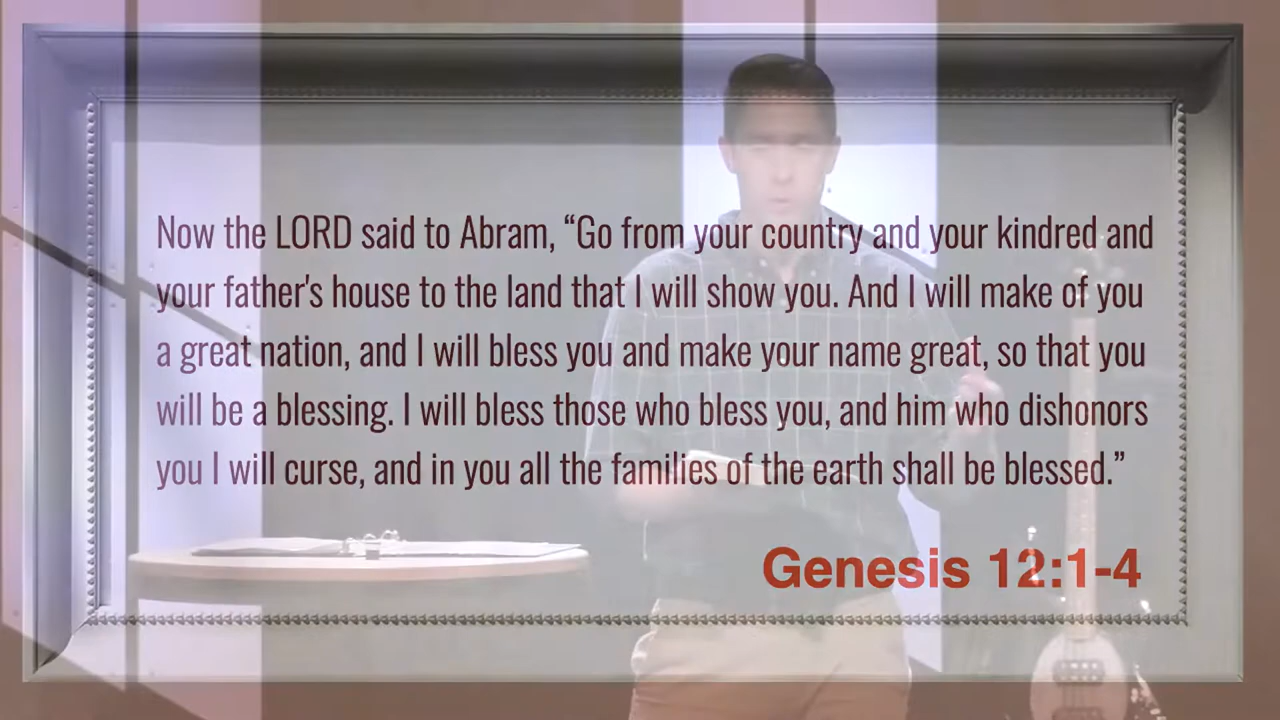 Now the LORD said to Abram, “Go from your country and your kindred and
your father's house to the land that I will show you. And I will make of you
a great nation, and I will bless you and make your name great, so that you
will be a blessing. I will bless those who bless you, and him who dishonors
you I will curse, and in you all the families of the earth shall be blessed.”
Genesis 12:1-4